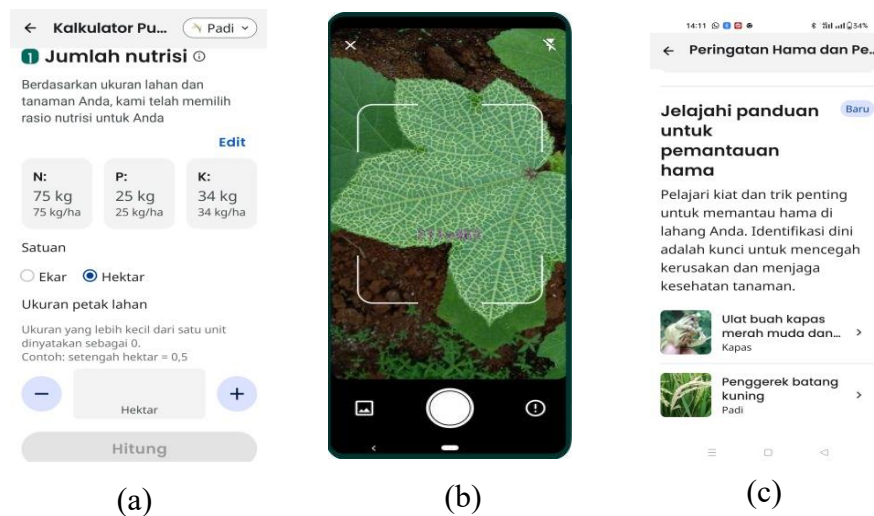 ← Kalkulator Pu... Padi
1 Jumlah nutrisi
Berdasarkan ukuran lahan dan
tanaman Anda, kami telah memilih
rasio nutrisi untuk Anda
Edit
N: P: K:
75 kg 25 kg 34 kg
75 kg/ha 25 kg/ha 34 kg/ha
Satuan
Ekar Hektar
Ukuran petak lahan
Ukuran yang lebih kecil dari satu unit
dinyatakan sebagai 0.
Contoh: setengah hektar = 0,5
− +
Hektar
Hitung
(a)
(b)
14:11 34%
← Peringatan Hama dan Pe..
Jelajahi panduan Baru
untuk
pemantauan
hama
Pelajari kiat dan trik penting
untuk memantau hama di
lahang Anda. Identifikasi dini
adalah kunci untuk mencegah
kerusakan dan menjaga
kesehatan tanaman.
Ulat buah kapas
merah muda dan... >
Kapas
Penggerek batang
kuning >
Padi
(c)